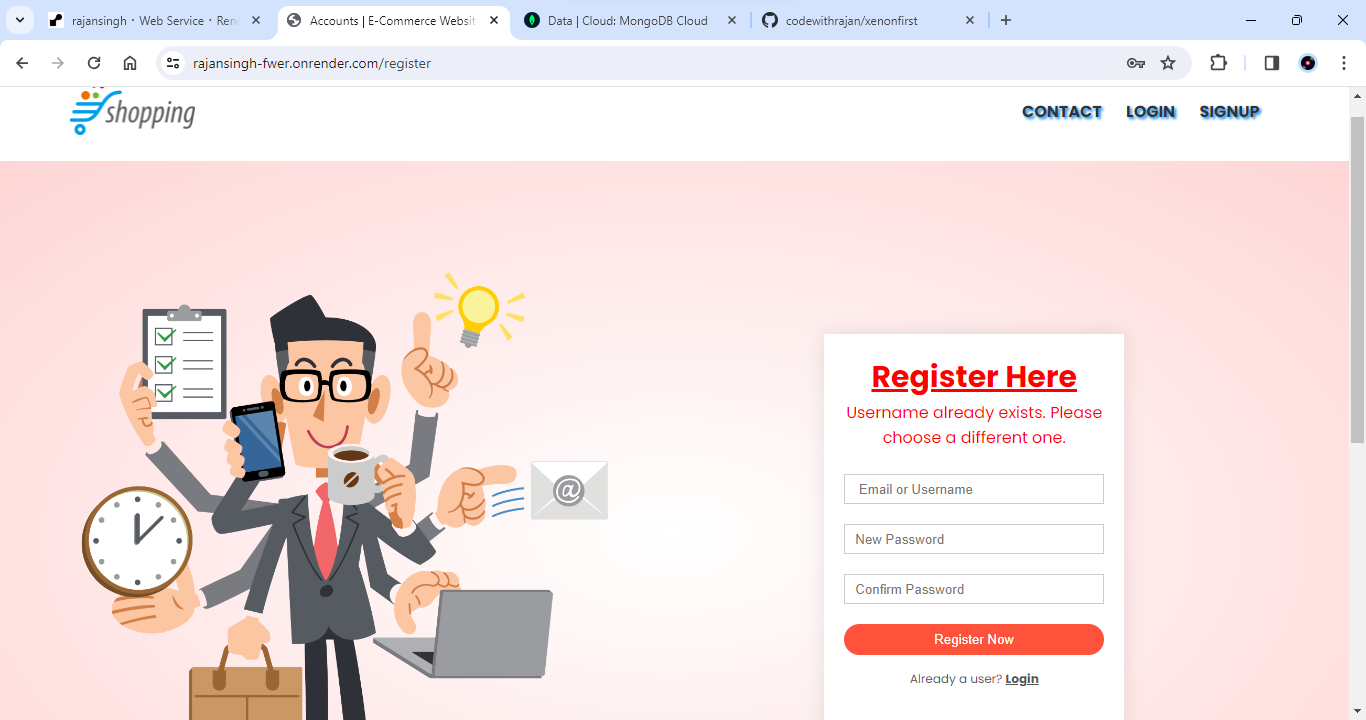 rajansingh · Web Service · Ren
Accounts | E-Commerce Websit
Data | Cloud: MongoDB Cloud
codewithrajan/xenonfirst
rajansingh-fwer.onrender.com/register
shopping
CONTACT LOGIN SIGNUP
Register Here
Username already exists. Please
choose a different one.
Email or Username
New Password
Confirm Password
Register Now
Already a user? Login
@